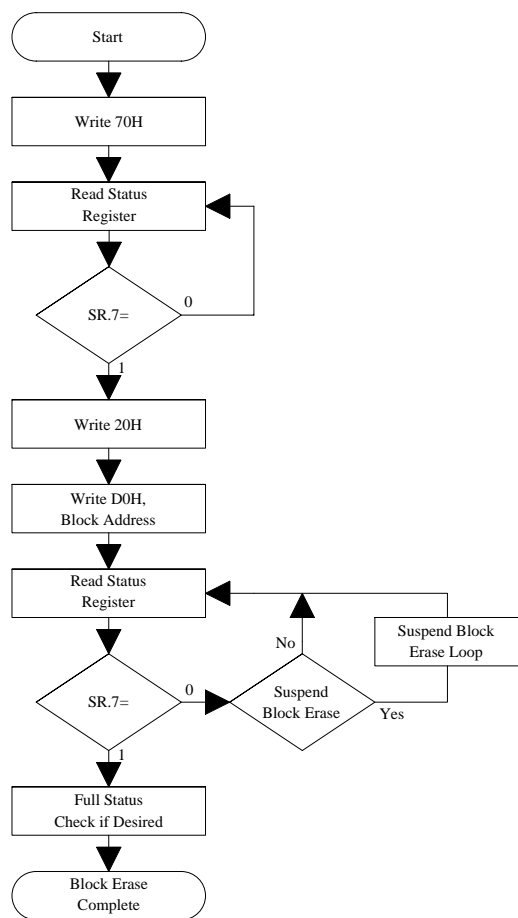 Start
Write 70H
Read Status
Register
SR.7=
0
1
Write 20H
Write D0H,
Block Address
Read Status
Register
SR.7=
0
1
Suspend
Block Erase
No
Yes
Suspend Block
Erase Loop
Full Status
Check if Desired
Block Erase
Complete